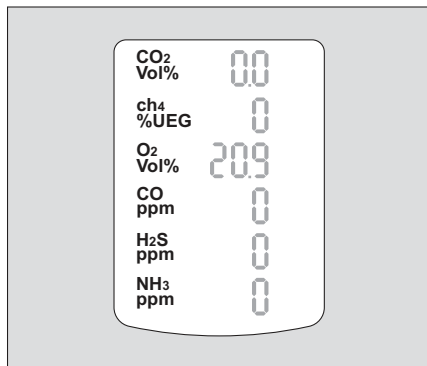 CO2 0.0
Vol%
ch4 0
%UEG
O2 20.9
Vol%
CO 0
ppm
H2S 0
ppm
NH3 0
ppm